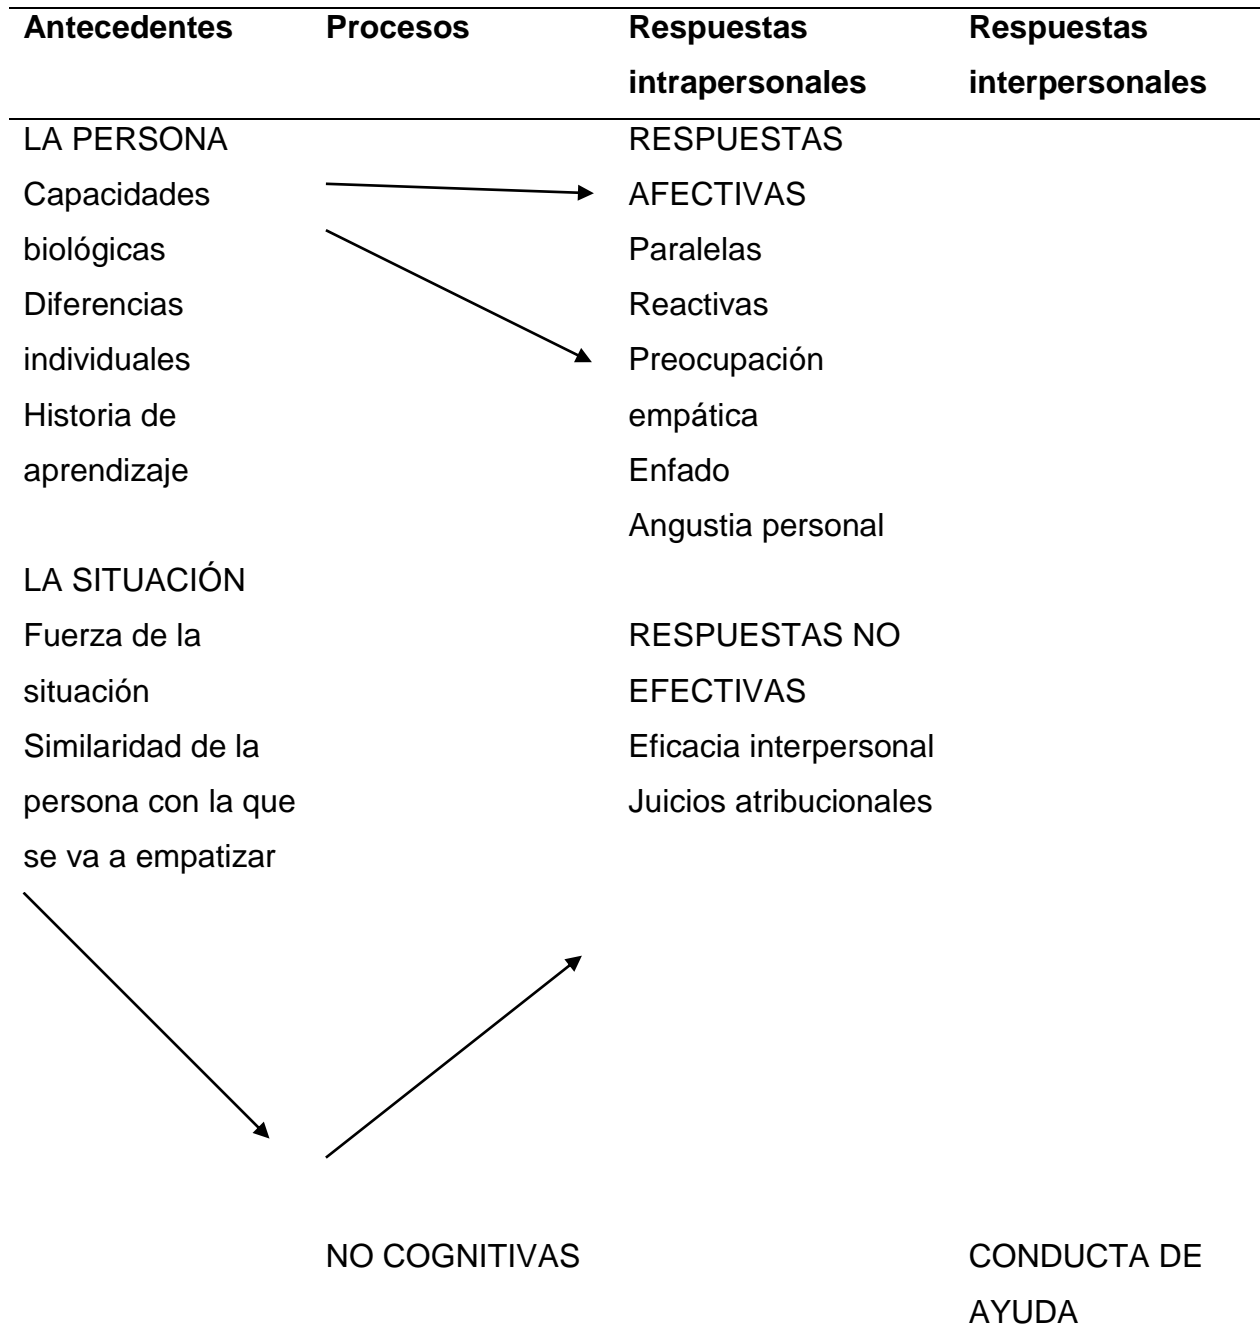 Antecedentes Procesos Respuestas intrapersonales Respuestas interpersonales
LA PERSONA
Capacidades
biológicas
Diferencias
individuales
Historia de
aprendizaje
LA SITUACIÓN
Fuerza de la
situación
Similaridad de la
persona con la que
se va a empatizar
NO COGNITIVAS
RESPUESTAS
AFECTIVAS
Paralelas
Reactivas
Preocupación
empática
Enfado
Angustia personal
RESPUESTAS NO
EFECTIVAS
Eficacia interpersonal
Juicios atribucionales
CONDUCTA DE
AYUDA